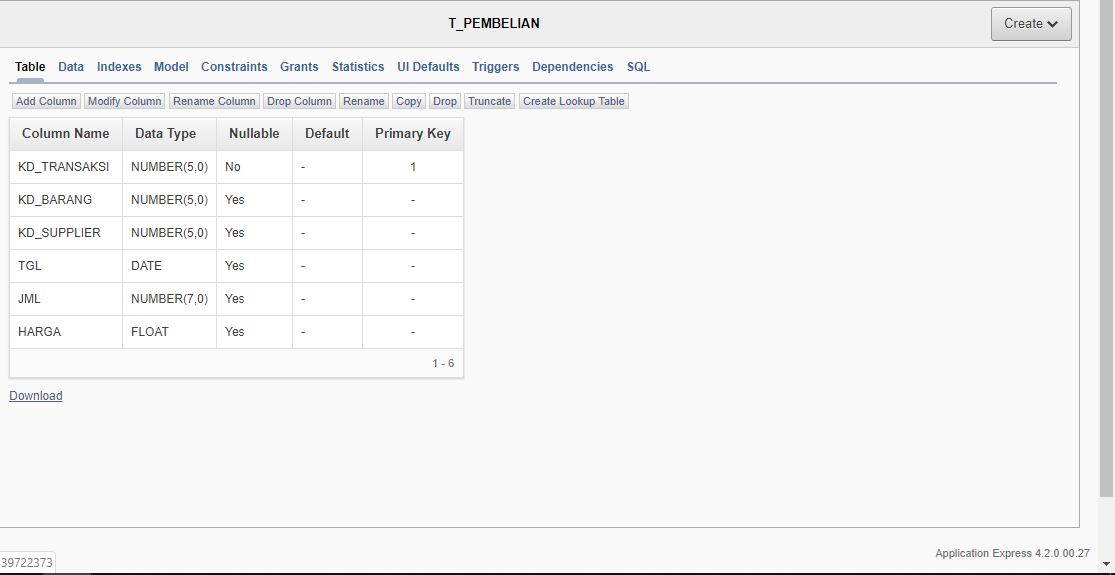 T_PEMBELIAN
Create
Table Data Indexes Model Constraints Grants Statistics UI Defaults Triggers Dependencies SQL
Add Column Modify Column Rename Column Drop Column Rename Copy Drop Truncate Create Lookup Table
Column Name Data Type Nullable Default Primary Key
KD_TRANSAKSI NUMBER(5,0) No - 1
KD_BARANG NUMBER(5,0) Yes - -
KD_SUPPLIER NUMBER(5,0) Yes - -
TGL DATE Yes - -
JML NUMBER(7,0) Yes - -
HARGA FLOAT Yes - -
1 - 6
Download
Application Express 4.2.0.00.27
39722373